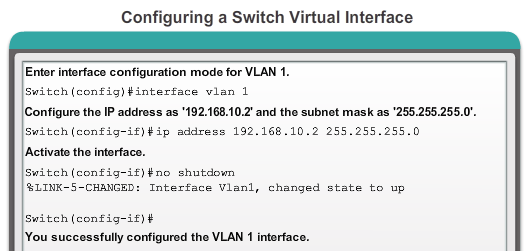 Configuring a Switch Virtual Interface
Enter interface configuration mode for VLAN 1.
Switch(config)#interface vlan 1
Configure the IP address as '192.168.10.2' and the subnet mask as '255.255.255.0'.
Switch(config-if)#ip address 192.168.10.2 255.255.255.0
Activate the interface.
Switch(config-if)#no shutdown
%LINK-5-CHANGED: Interface Vlan1, changed state to up
Switch(config-if)#
You successfully configured the VLAN 1 interface.